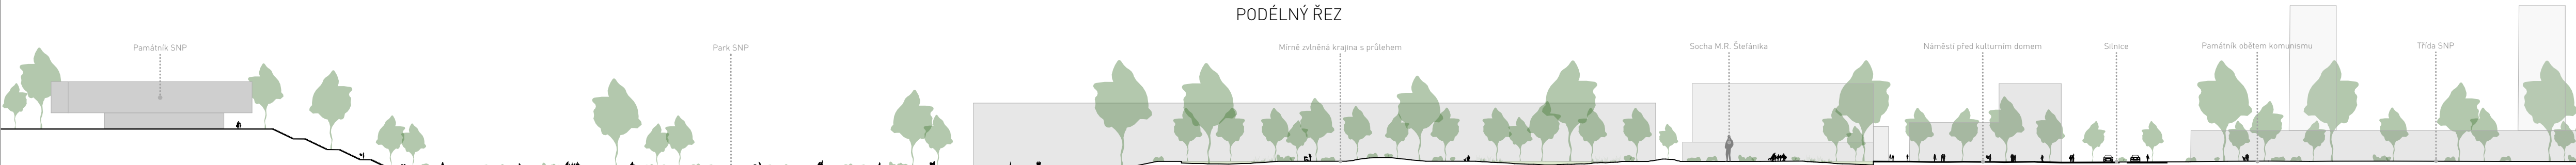 PODÉLNÝ ŘEZ
Památník SNP
Park SNP
Mírně zvlněná krajina s průlehem
Socha M.R. Štefánika
Náměstí před kulturním domem
Silnice
Památník obětem komunismu
Třída SNP